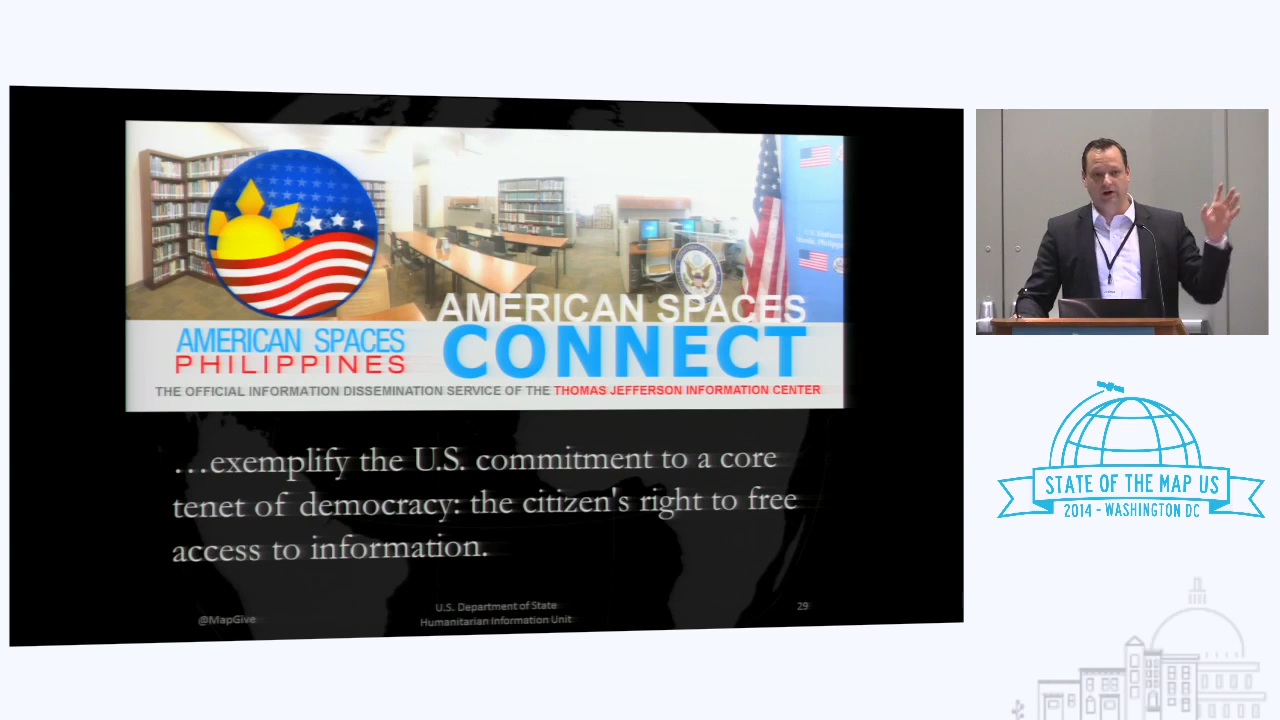 AMERICAN SPACES
PHILIPPINES
AMERICAN SPACES
CONNECT
THE OFFICIAL INFORMATION DISSEMINATION SERVICE OF THE THOMAS JEFFERSON INFORMATION CENTER
…exemplify the U.S. commitment to a core
tenet of democracy: the citizen's right to free
access to information.
@MapGive
U.S. Department of State
Humanitarian Information Unit
29
STATE OF THE MAP US
2014 - WASHINGTON DC